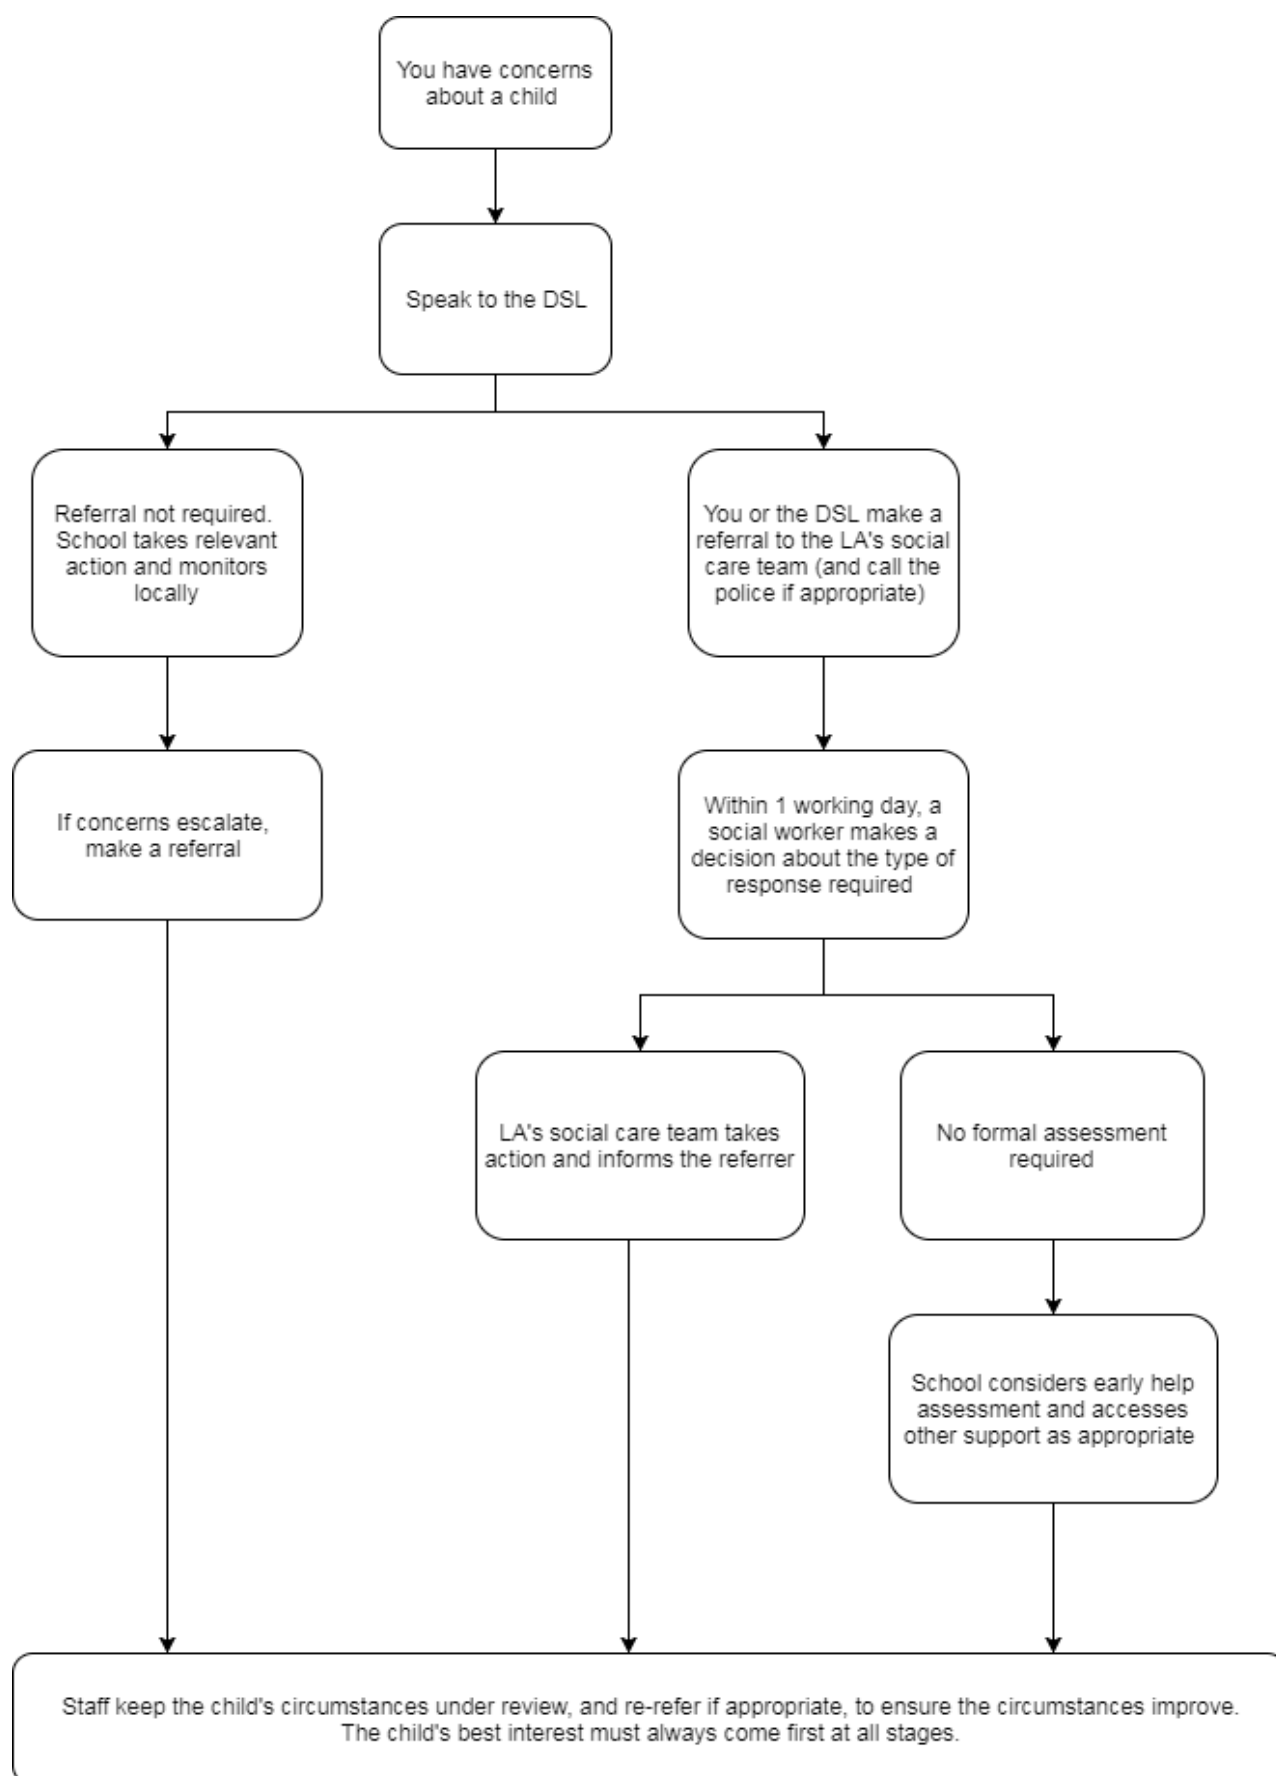 You have concerns
about a child
Speak to the DSL
Referral not required.
School takes relevant
action and monitors
locally
You or the DSL make a
referral to the LA's social
care team (and call the
police if appropriate)
If concerns escalate,
make a referral
Within 1 working day, a
social worker makes a
decision about the type of
response required
LA's social care team takes
action and informs the referrer
No formal assessment
required
School considers early help
assessment and accesses
other support as appropriate
Staff keep the child's circumstances under review, and re-refer if appropriate, to ensure the circumstances improve.
The child's best interest must always come first at all stages.